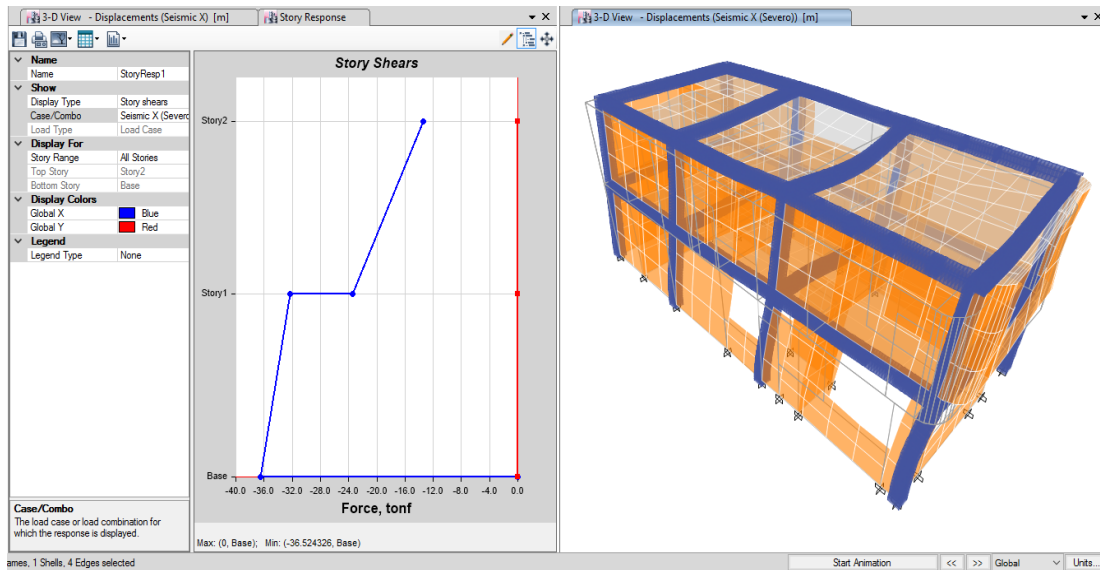 3-D View - Displacements (Seismic X) [m]
Story Response
3-D View - Displacements (Seismic X (Severo)) [m]
Name
Name StoryResp1
Show
Display Type Story shears
Case/Combo Seismic X (Severo
Load Type Load Case
Display For
Story Range All Stories
Top Story Story2
Bottom Story Base
Display Colors
Global X Blue
Global Y Red
Legend
Legend Type None
Case/Combo
The load case or load combination for
which the response is displayed.
Story Shears
Story2
Story1
Base
-40.0 -36.0 -32.0 -28.0 -24.0 -20.0 -16.0 -12.0 -8.0 -4.0 0.0
Force, tonf
Max: (0, Base); Min: (-36.524326, Base)
ames, 1 Shells, 4 Edges selected
Start Animation << >> Global Units...